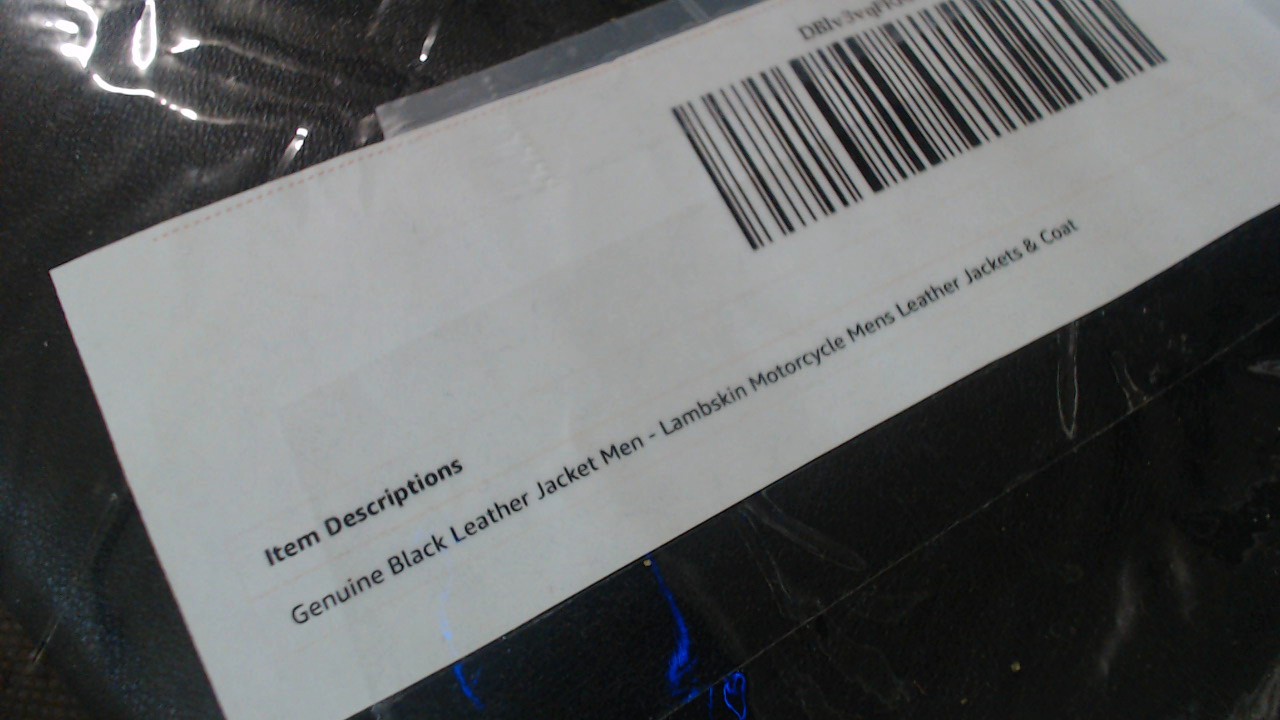 Item Descriptions
Genuine Black Leather Jacket Men - Lambskin Motorcycle Mens Leather Jackets & Coat